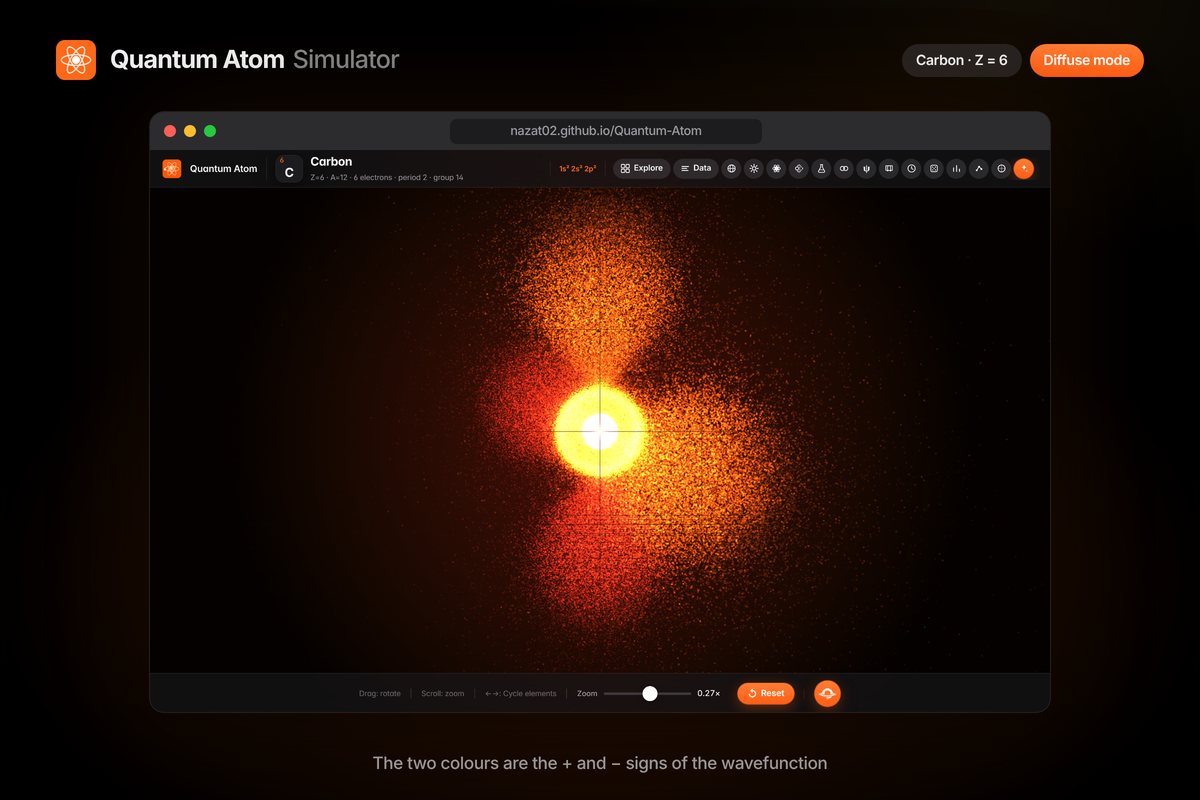 Quantum Atom Simulator
Carbon · Z = 6
Diffuse mode
nazat02.github.io/Quantum-Atom
Quantum Atom
6
C
Carbon
Z=6 · A=12 · 6 electrons · period 2 · group 14
1s² 2s² 2p²
Explore
Data
Drag: rotate
Scroll: zoom
←→: Cycle elements
Zoom
0.27×
Reset
The two colours are the + and − signs of the wavefunction